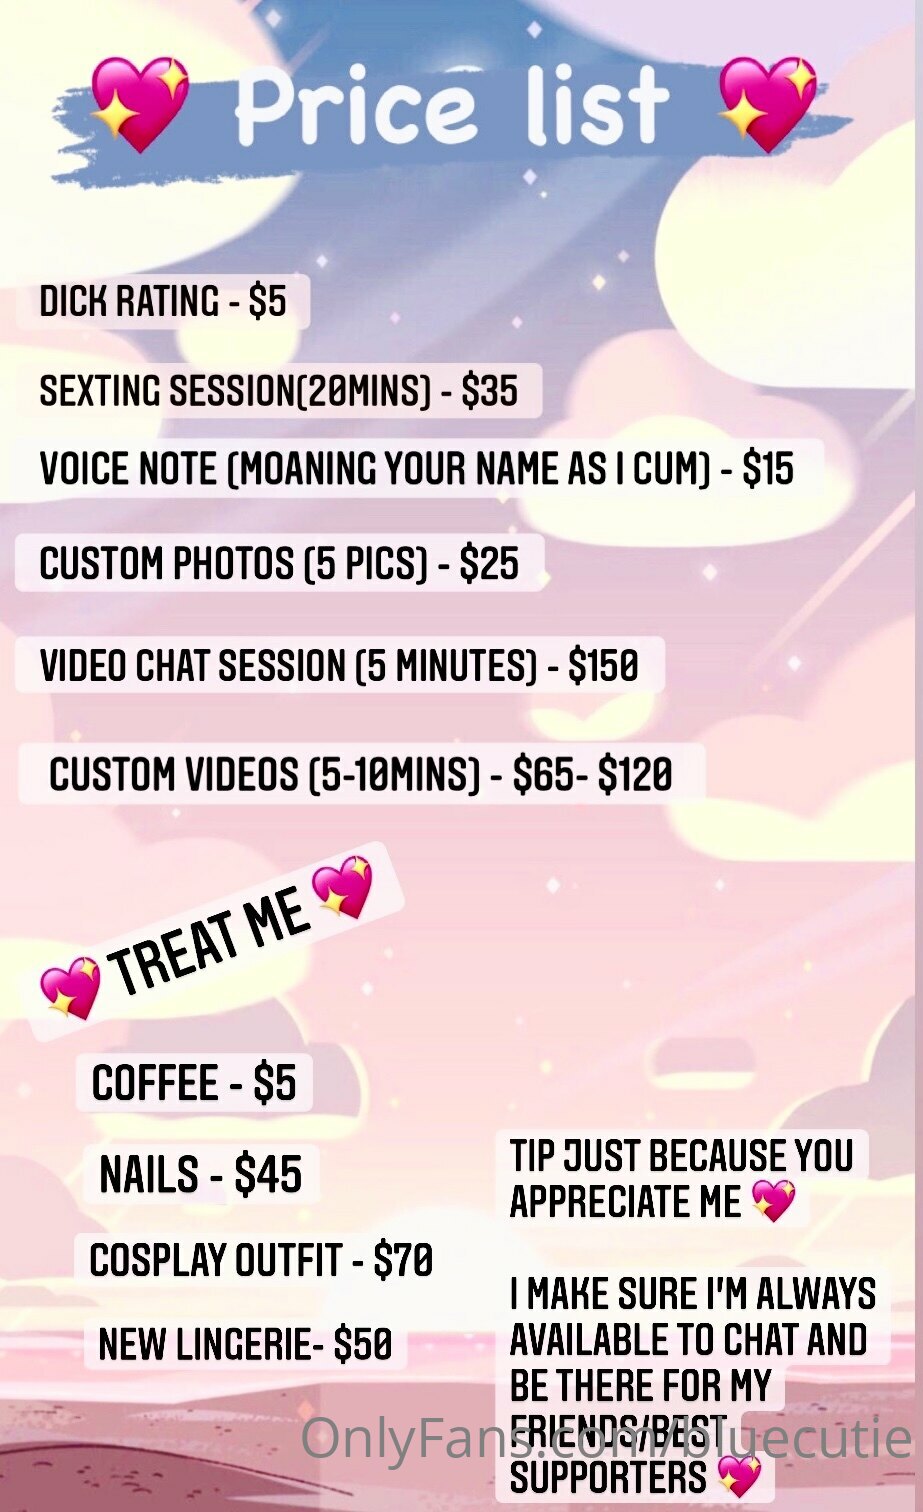 Price list
DICK RATING - $5
SEXTING SESSION(20MINS) - $35
VOICE NOTE (MOANING YOUR NAME AS I CUM) - $15
CUSTOM PHOTOS (5 PICS) - $25
VIDEO CHAT SESSION (5 MINUTES) - $150
CUSTOM VIDEOS (5-10MINS) - $65- $120
TREAT ME
COFFEE - $5
NAILS - $45
COSPLAY OUTFIT - $70
NEW LINGERIE- $50
TIP JUST BECAUSE YOU
APPRECIATE ME
I MAKE SURE I'M ALWAYS
AVAILABLE TO CHAT AND
BE THERE FOR MY
FRIENDS/BEST
SUPPORTERS
OnlyFans.com/bluecutie